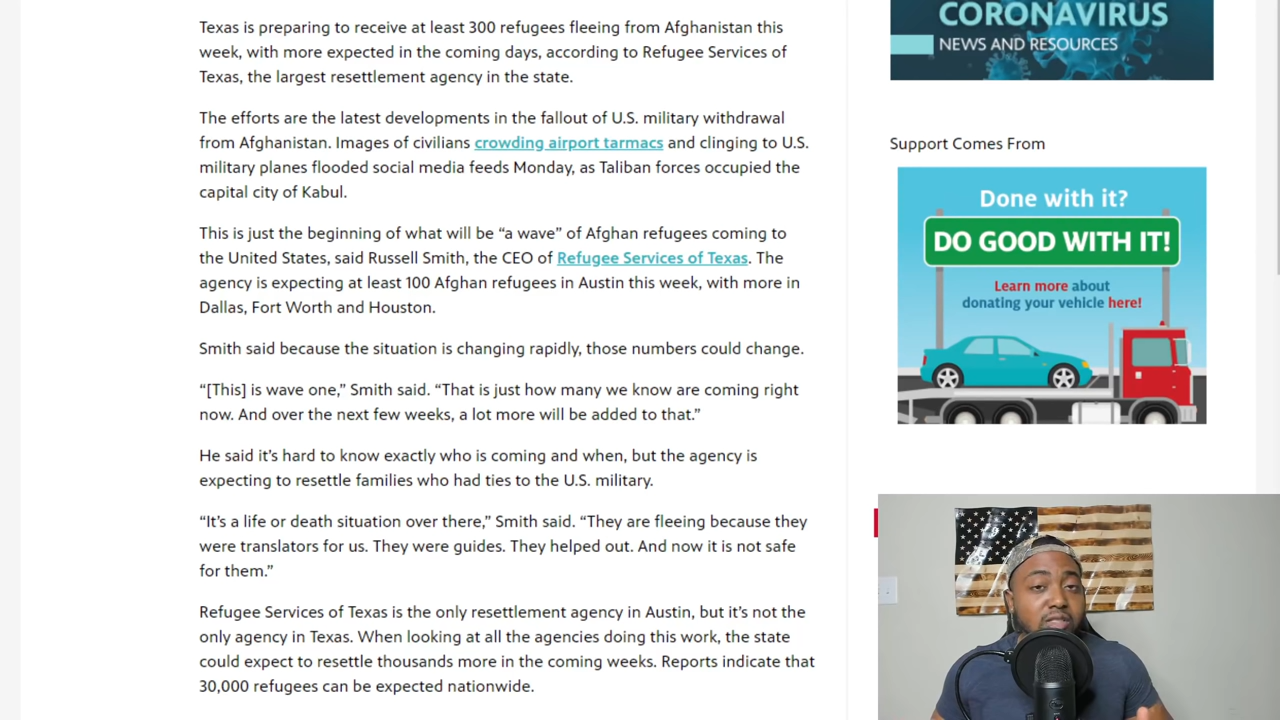 Texas is preparing to receive at least 300 refugees fleeing from Afghanistan this
week, with more expected in the coming days, according to Refugee Services of
Texas, the largest resettlement agency in the state.
The efforts are the latest developments in the fallout of U.S. military withdrawal
from Afghanistan. Images of civilians crowding airport tarmacs and clinging to U.S.
military planes flooded social media feeds Monday, as Taliban forces occupied the
capital city of Kabul.
This is just the beginning of what will be “a wave” of Afghan refugees coming to
the United States, said Russell Smith, the CEO of Refugee Services of Texas. The
agency is expecting at least 100 Afghan refugees in Austin this week, with more in
Dallas, Fort Worth and Houston.
Smith said because the situation is changing rapidly, those numbers could change.
“[This] is wave one,” Smith said. “That is just how many we know are coming right
now. And over the next few weeks, a lot more will be added to that.”
He said it’s hard to know exactly who is coming and when, but the agency is
expecting to resettle families who had ties to the U.S. military.
“It’s a life or death situation over there,” Smith said. “They are fleeing because they
were translators for us. They were guides. They helped out. And now it is not safe
for them.”
Refugee Services of Texas is the only resettlement agency in Austin, but it’s not the
only agency in Texas. When looking at all the agencies doing this work, the state
could expect to resettle thousands more in the coming weeks. Reports indicate that
30,000 refugees can be expected nationwide.
CORONAVIRUS
NEWS AND RESOURCES
Support Comes From
Done with it?
DO GOOD WITH IT!
Learn more about
donating your vehicle here!